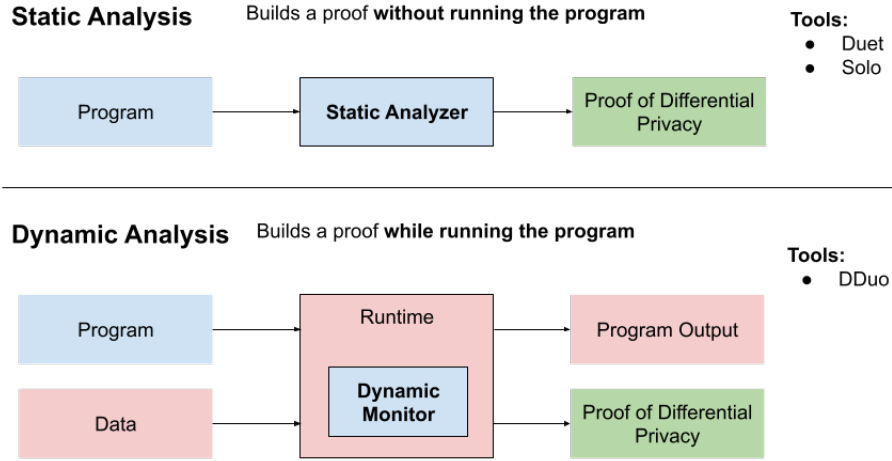 Static Analysis
Builds a proof without running the program
Tools:
● Duet
● Solo
Program
Static Analyzer
Proof of Differential
Privacy
Dynamic Analysis
Builds a proof while running the program
Tools:
● DDuo
Program
Runtime
Program Output
Data
Dynamic
Monitor
Proof of Differential
Privacy